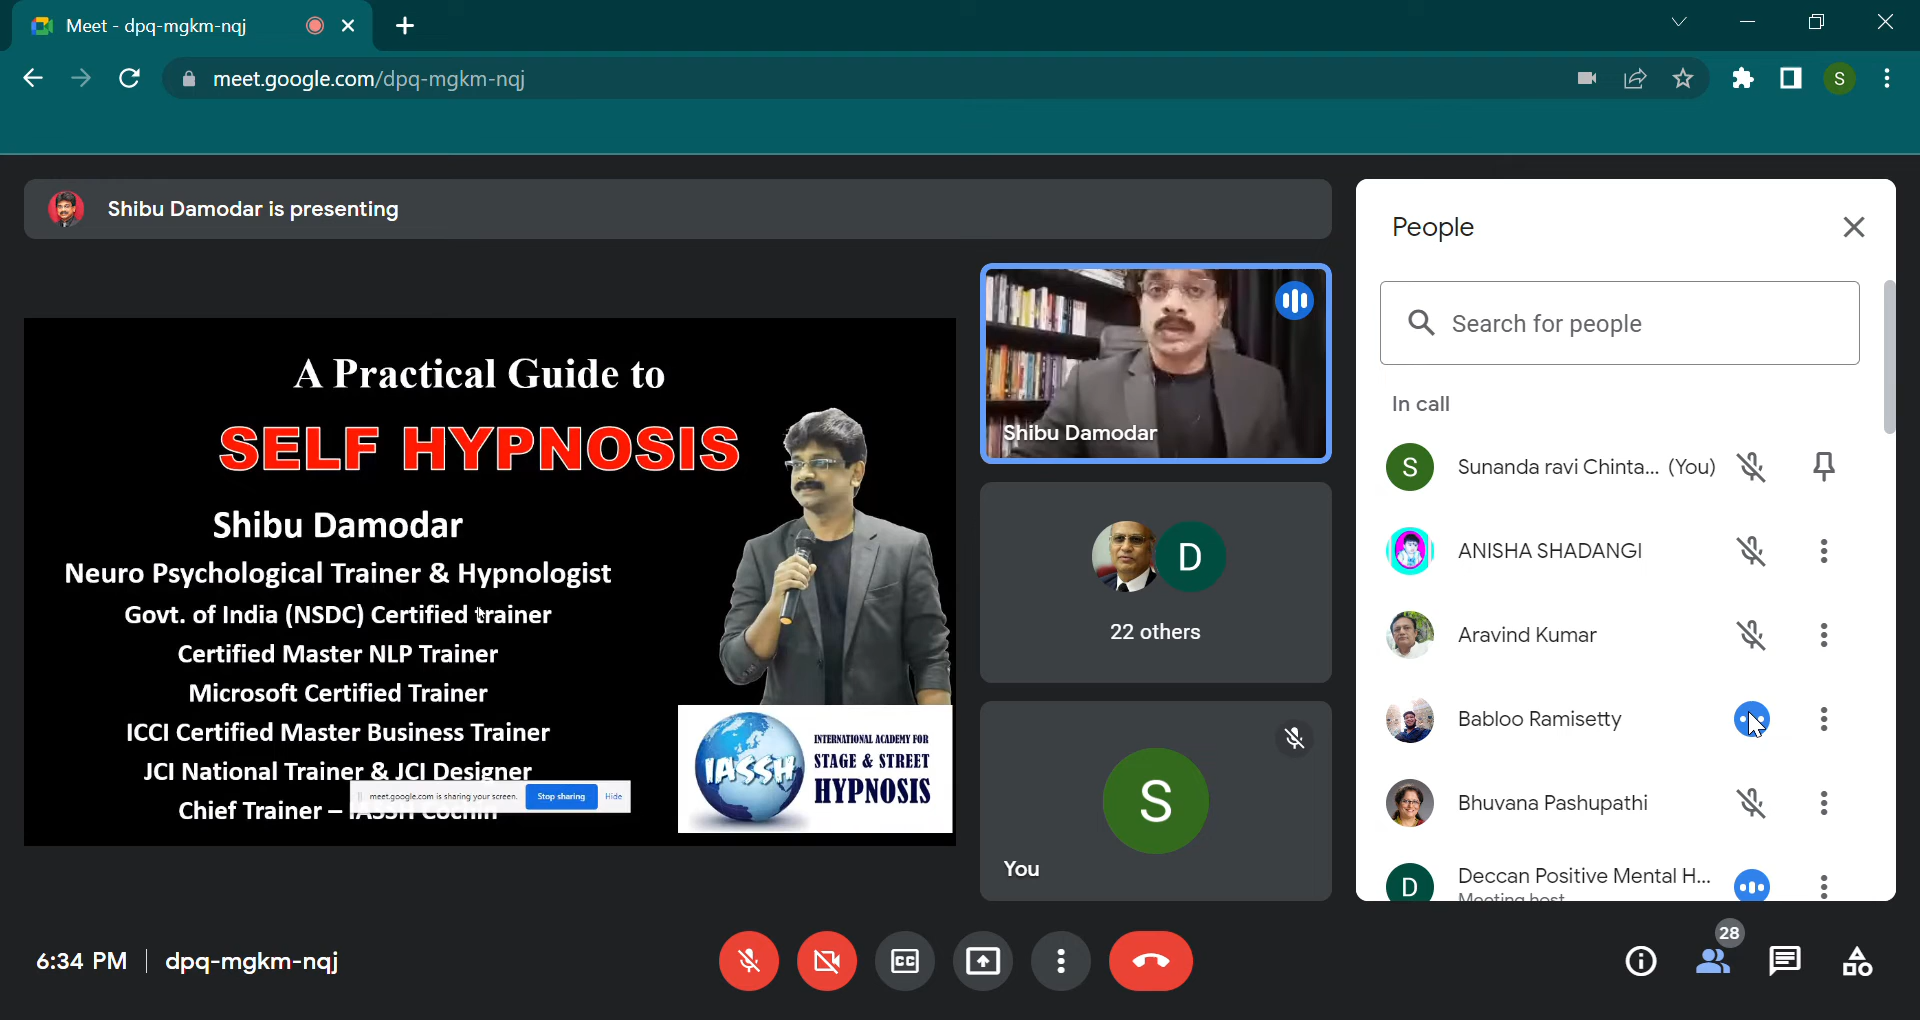 Meet - dpq-mgkm-nqj
meet.google.com/dpq-mgkm-nqj
S
Shibu Damodar is presenting
A Practical Guide to
SELF HYPNOSIS
Shibu Damodar
Neuro Psychological Trainer & Hypnologist
Govt. of India (NSDC) Certified trainer
Certified Master NLP Trainer
Microsoft Certified Trainer
ICCI Certified Master Business Trainer
JCI National Trainer & JCI Designer
Chief Trainer – IASSH Cochin
meet.google.com is sharing your screen.
Stop sharing
Hide
IASSH
INTERNATIONAL ACADEMY FOR
STAGE & STREET
HYPNOSIS
Shibu Damodar
D
22 others
S
You
People
Search for people
In call
S
Sunanda ravi Chinta... (You)
ANISHA SHADANGI
Aravind Kumar
Babloo Ramisetty
Bhuvana Pashupathi
D
Deccan Positive Mental H...
Meeting host
6:34 PM
dpq-mgkm-nqj
CC
28